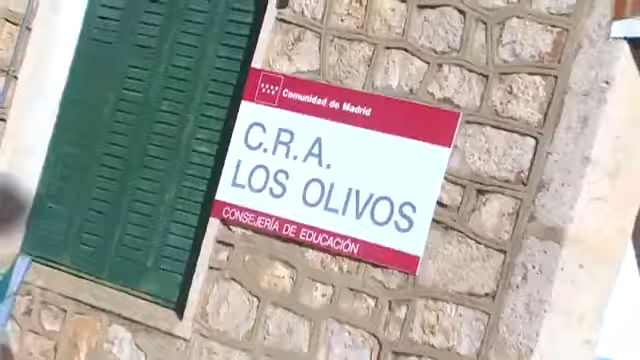 Comunidad de Madrid
C.R.A.
LOS OLIVOS
CONSEJERÍA DE EDUCACIÓN